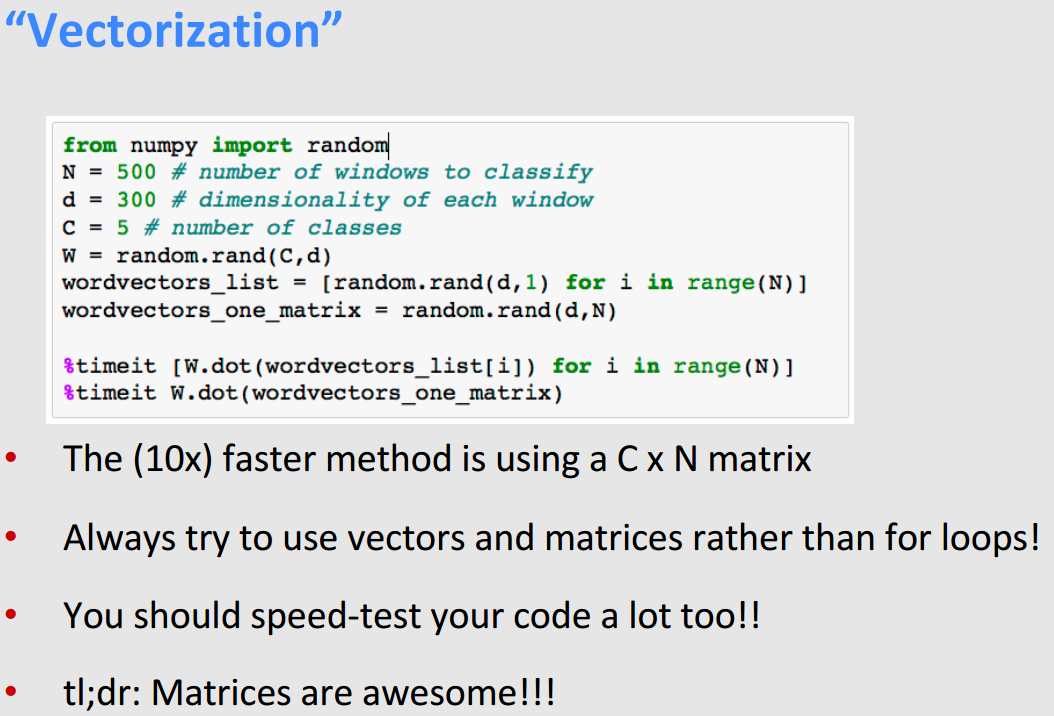 “Vectorization”
from numpy import random
N = 500 # number of windows to classify
d = 300 # dimensionality of each window
C = 5 # number of classes
W = random.rand(C,d)
wordvectors_list = [random.rand(d,1) for i in range(N)]
wordvectors_one_matrix = random.rand(d,N)
%timeit [W.dot(wordvectors_list[i]) for i in range(N)]
%timeit W.dot(wordvectors_one_matrix)
• The (10x) faster method is using a C x N matrix
• Always try to use vectors and matrices rather than for loops!
• You should speed-test your code a lot too!!
• tl;dr: Matrices are awesome!!!